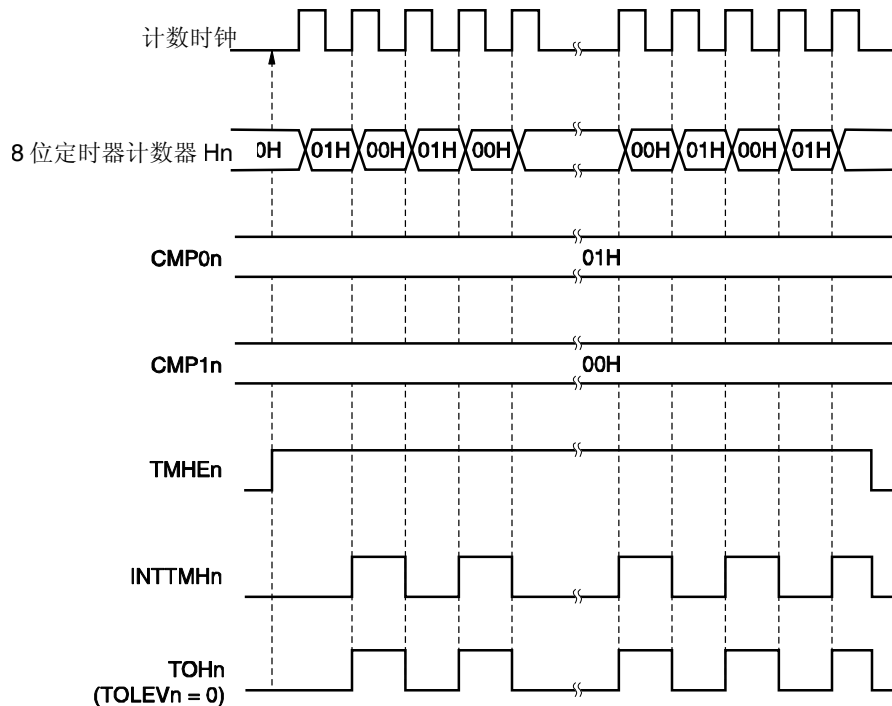 计数时钟
8 位定时器计数器 Hn 0H 01H 00H 01H 00H 00H 01H 00H 01H
CMP0n 01H
CMP1n 00H
TMHEn
INTTMHn
TOHn
(TOLEVn = 0)